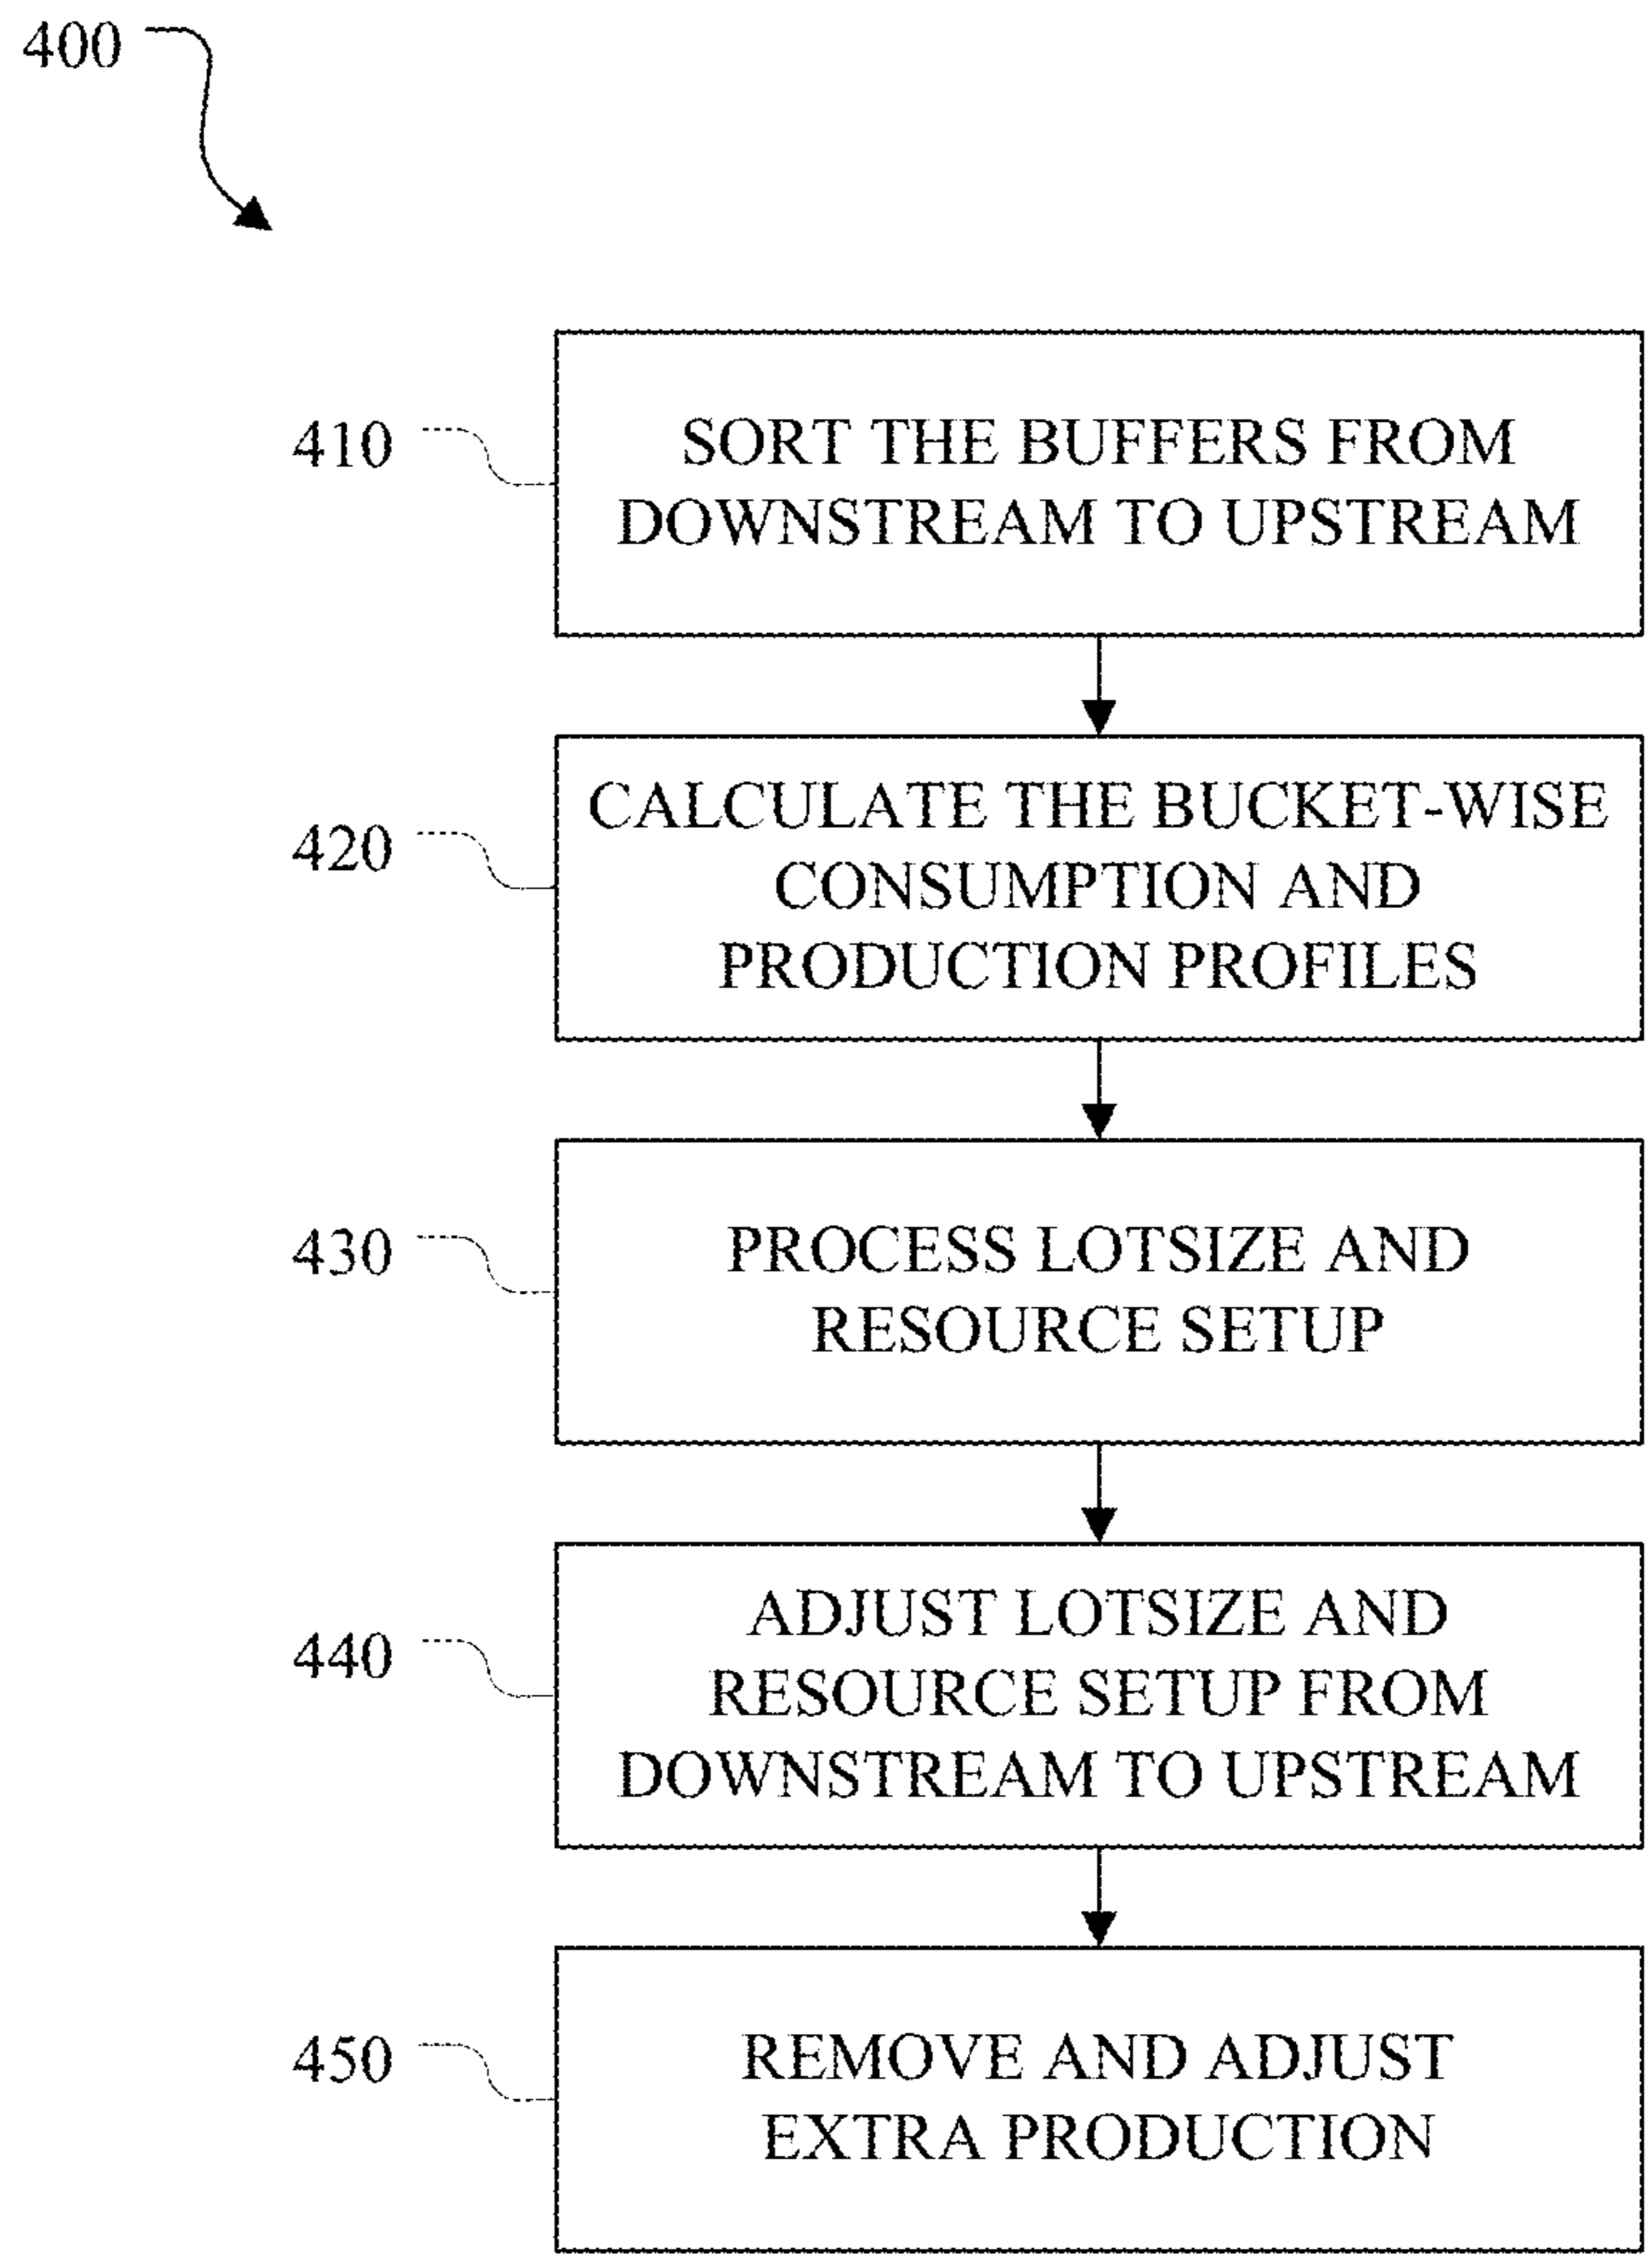 400
410
SORT THE BUFFERS FROM
DOWNSTREAM TO UPSTREAM
420
CALCULATE THE BUCKET-WISE
CONSUMPTION AND
PRODUCTION PROFILES
430
PROCESS LOTSIZE AND
RESOURCE SETUP
440
ADJUST LOTSIZE AND
RESOURCE SETUP FROM
DOWNSTREAM TO UPSTREAM
450
REMOVE AND ADJUST
EXTRA PRODUCTION